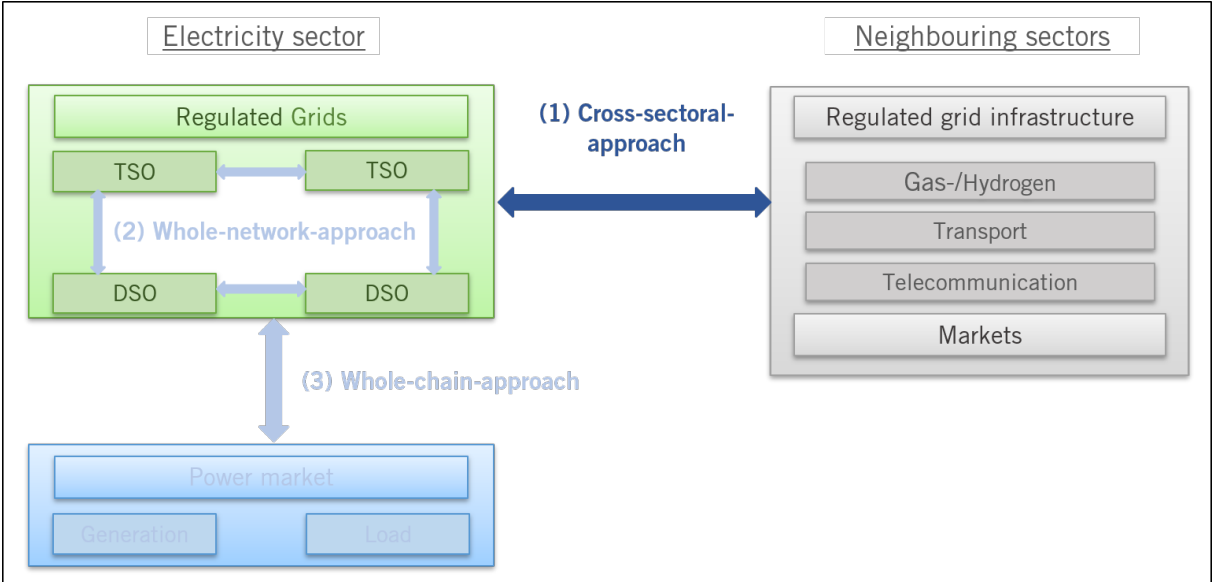 Electricity sector
Neighbouring sectors
Regulated Grids
TSO
TSO
(2) Whole-network-approach
DSO
DSO
(1) Cross-sectoral-
approach
Regulated grid infrastructure
Gas-/Hydrogen
Transport
Telecommunication
Markets
(3) Whole-chain-approach
Power market
Generation
Load